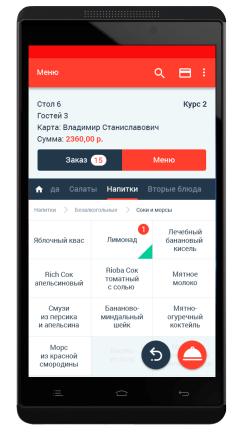 Меню
Стол 6 Курс 2
Гостей 3
Карта: Владимир Станиславович
Сумма: 2360,00 р.
Заказ 15 Меню
да Салаты Напитки Вторые блюда
Напитки > Безалкогольные > Соки и морсы
Яблочный квас
Лимонад
1
Лечебный
банановый
кисель
Rich Сок
апельсиновый
Rioba Сок
томатный
с солью
Мятное
молоко
Смузи
из персика
и апельсина
Бананово-
миндальный
шейк
Мятно-
огуречный
коктейль
Морс
из красной
смородины